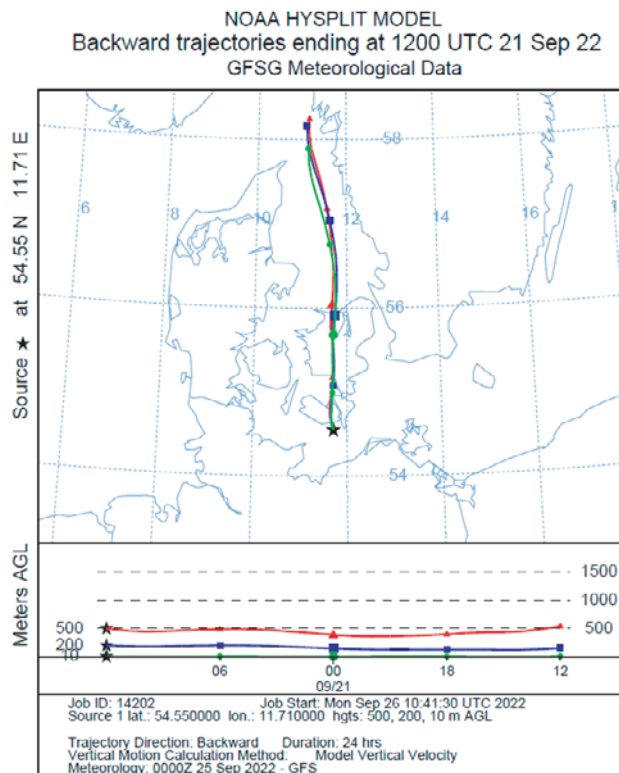 NOAA HYSPLIT MODEL
Backward trajectories ending at 1200 UTC 21 Sep 22
GFSG Meteorological Data
Source ★ at 54.55 N 11.71 E
58
6
8
10
12
14
16
56
54
Meters AGL
1500
1000
500
500
200
10
06
00
18
12
09/21
Job ID: 14202 Job Start: Mon Sep 26 10:41:30 UTC 2022
Source 1 lat.: 54.550000 lon.: 11.710000 hgts: 500, 200, 10 m AGL
Trajectory Direction: Backward Duration: 24 hrs
Vertical Motion Calculation Method: Model Vertical Velocity
Meteorology: 0000Z 25 Sep 2022 - GFS